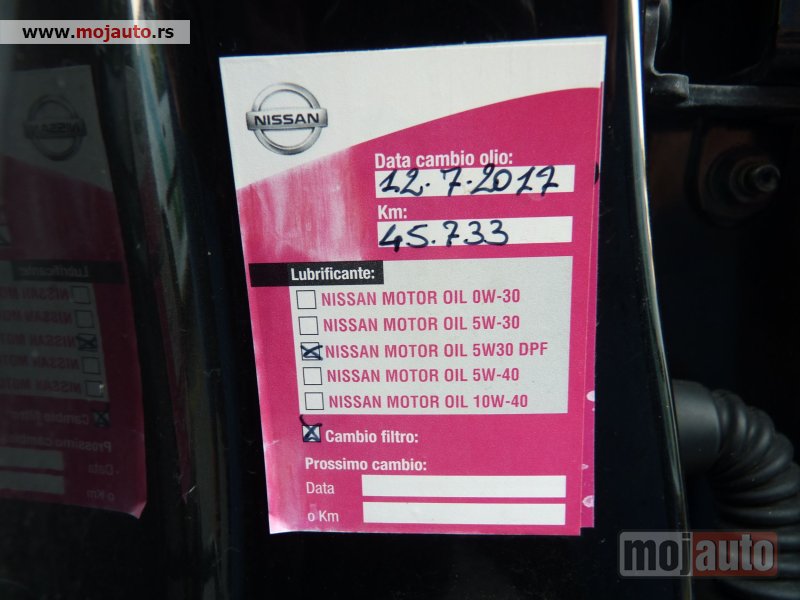 www.mojauto.rs
NISSAN
Data cambio olio:
12.7.2017
Km:
45.733
Lubrificante:
NISSAN MOTOR OIL 0W-30
NISSAN MOTOR OIL 5W-30
NISSAN MOTOR OIL 5W30 DPF
NISSAN MOTOR OIL 5W-40
NISSAN MOTOR OIL 10W-40
Cambio filtro:
Prossimo cambio:
Data
o Km
mojauto